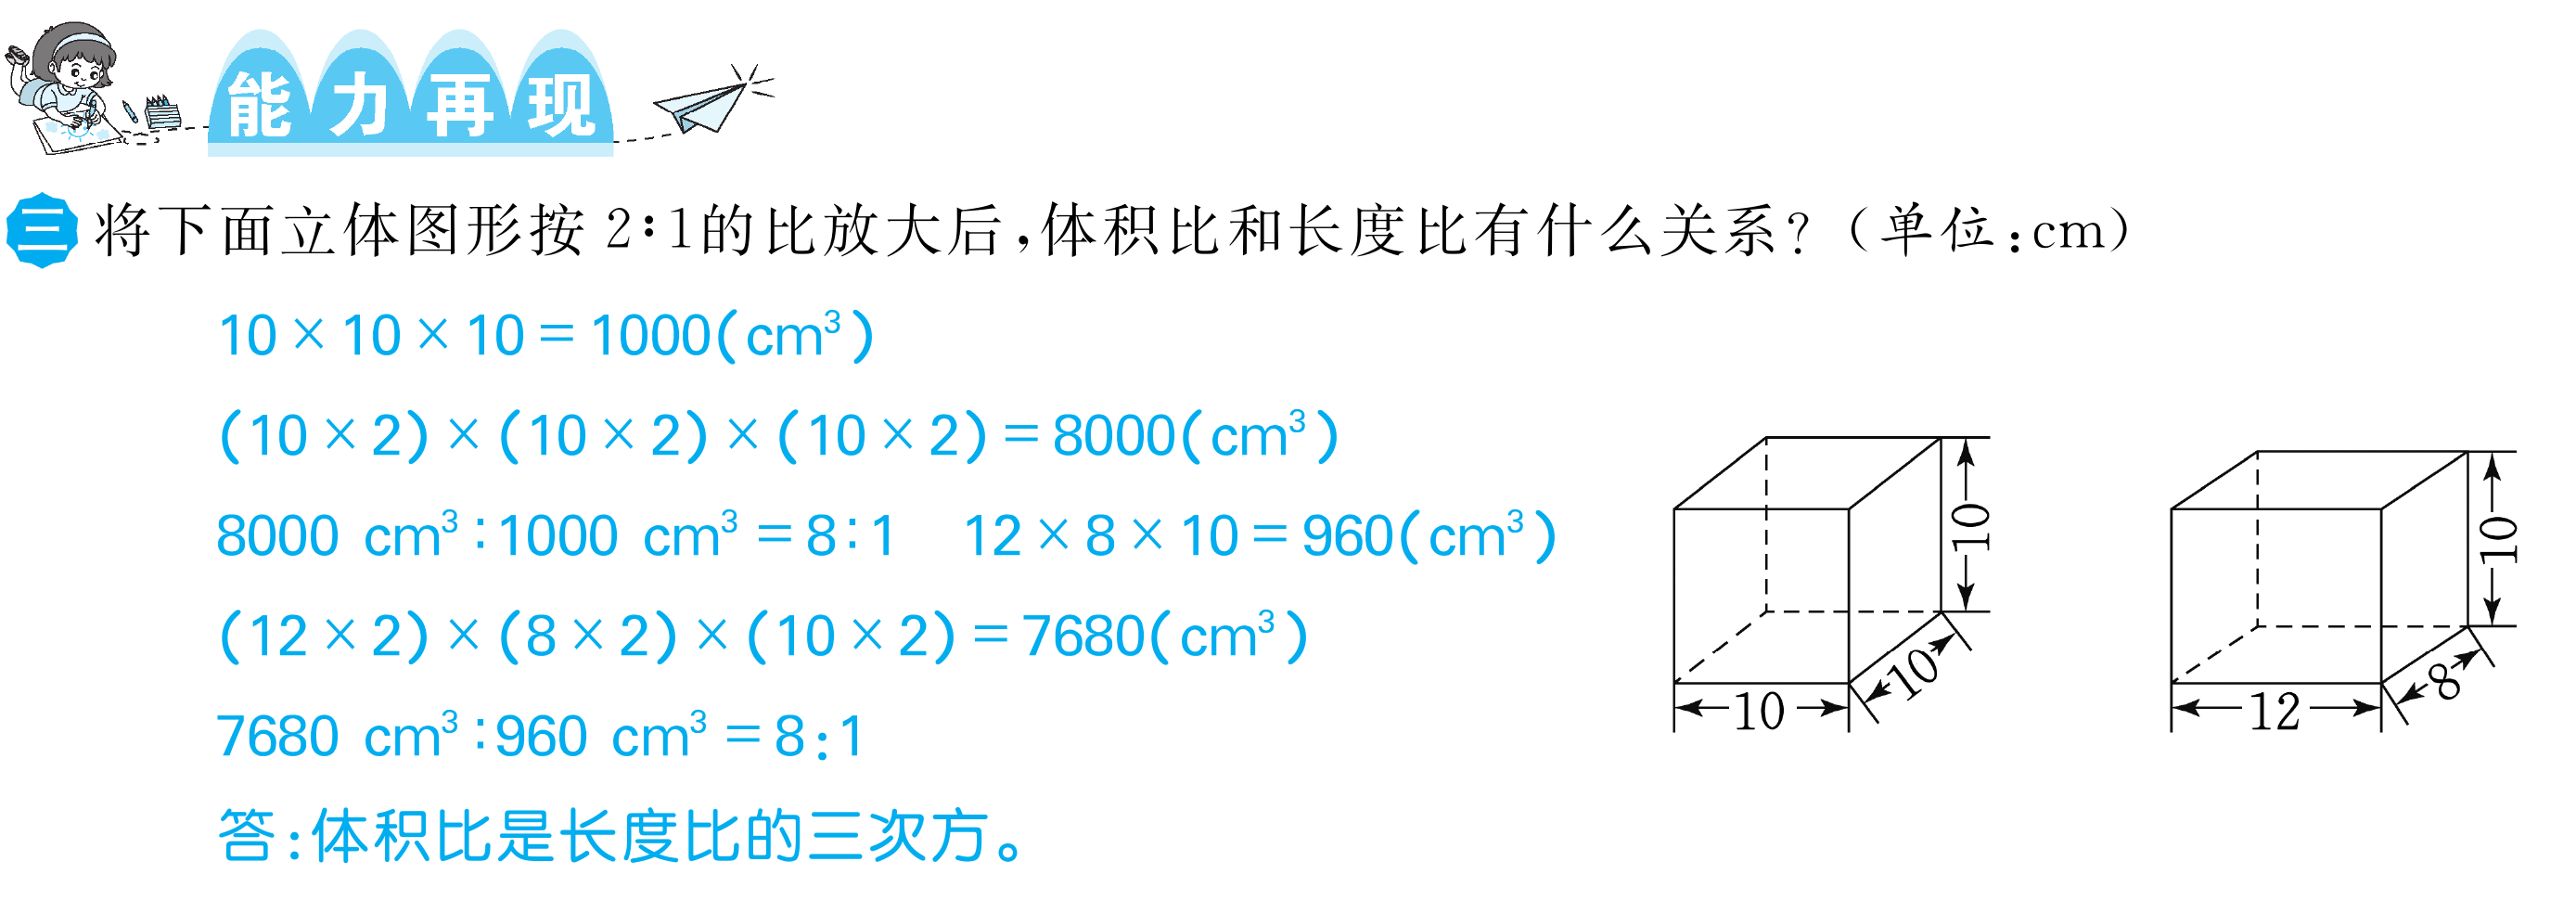 能力再现
三 将下面立体图形按 2∶1的比放大后,体积比和长度比有什么关系?(单位:cm)
10 × 10 × 10 = 1000(cm³)
(10 × 2) × (10 × 2) × (10 × 2) = 8000(cm³)
8000 cm³∶1000 cm³ = 8∶1 12 × 8 × 10 = 960(cm³)
(12 × 2) × (8 × 2) × (10 × 2) = 7680(cm³)
7680 cm³∶960 cm³ = 8:1
答:体积比是长度比的三次方。
10
10
10
12
8
10